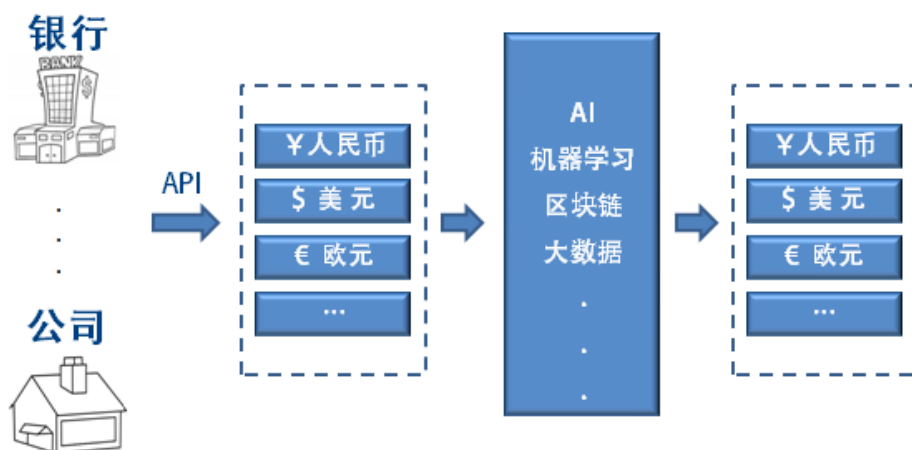 银行
BANK
$
.
.
.
公司
API
¥人民币
$ 美元
€ 欧元
...
AI
机器学习
区块链
大数据
.
.
.
¥人民币
$ 美元
€ 欧元
...